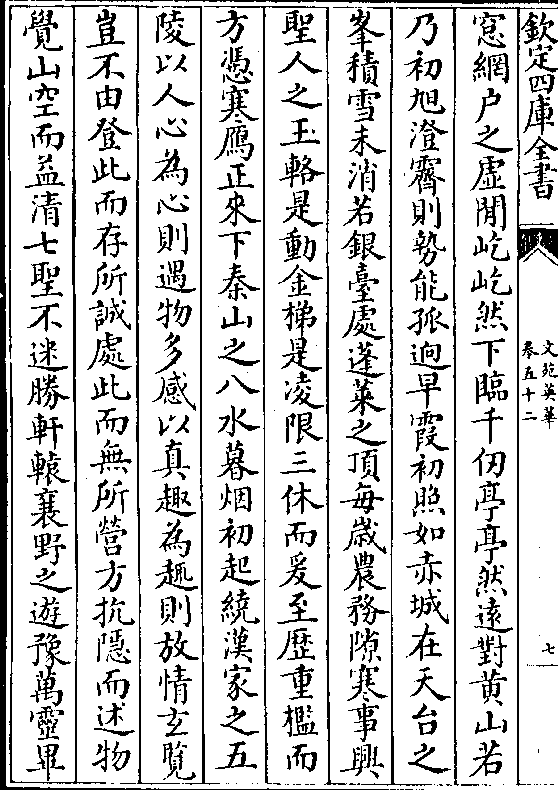 欽定四庫全書
文苑英華
卷五十二
七
窓網户之虛閒屹屹然下臨千仞亭亭然遠對黄山若
乃初旭澄霽則勢能孤逈早霞初照如赤城在天台之
峯積雪未消若銀臺處蓬萊之頂每歳農務隙寒事興
聖人之玉輅是動金梯是凌限三休而爰至歴重檻而
方憑寒鴈正來下秦山之八水暮烟初起繞漢家之五
陵以人心為心則遇物多感以真趣為趣則放情玄覽
豈不由登此而存所誠處此而無所營方抗隠而述物
覺山空而益清七聖不迷勝軒轅襄野之遊豫萬靈畢